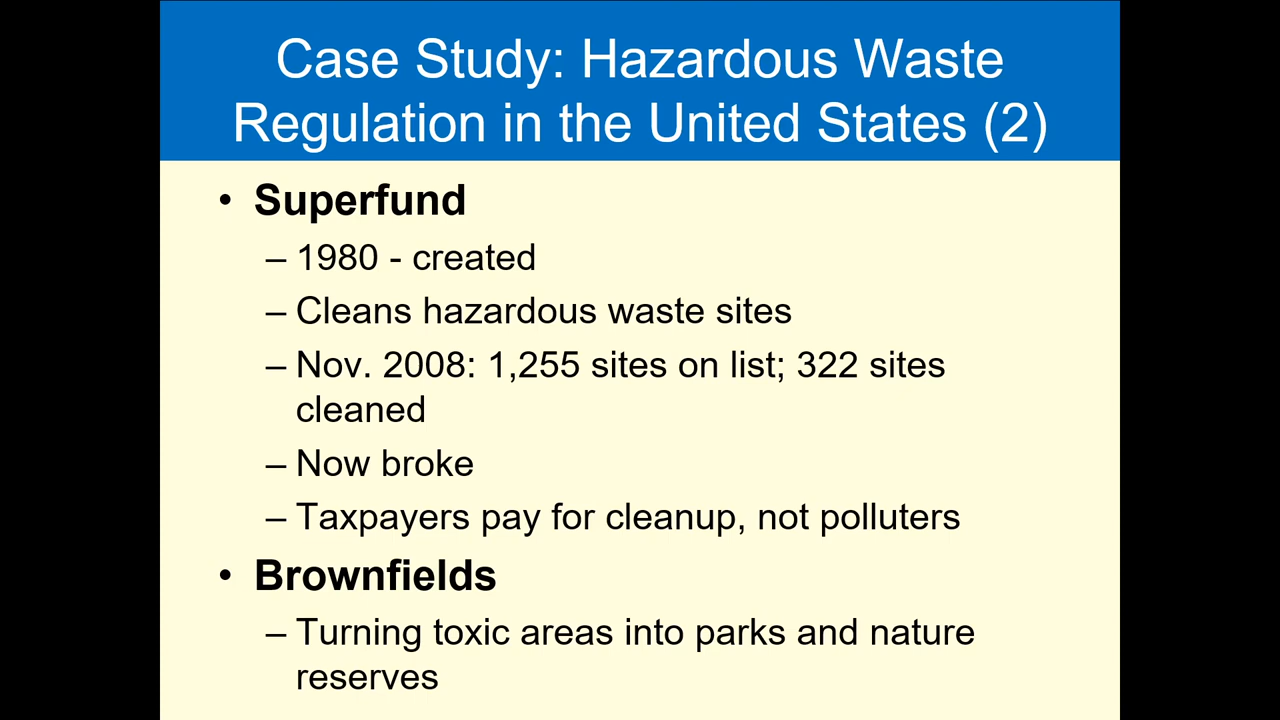 Case Study: Hazardous Waste
Regulation in the United States (2)
• Superfund
– 1980 - created
– Cleans hazardous waste sites
– Nov. 2008: 1,255 sites on list; 322 sites
cleaned
– Now broke
– Taxpayers pay for cleanup, not polluters
• Brownfields
– Turning toxic areas into parks and nature
reserves